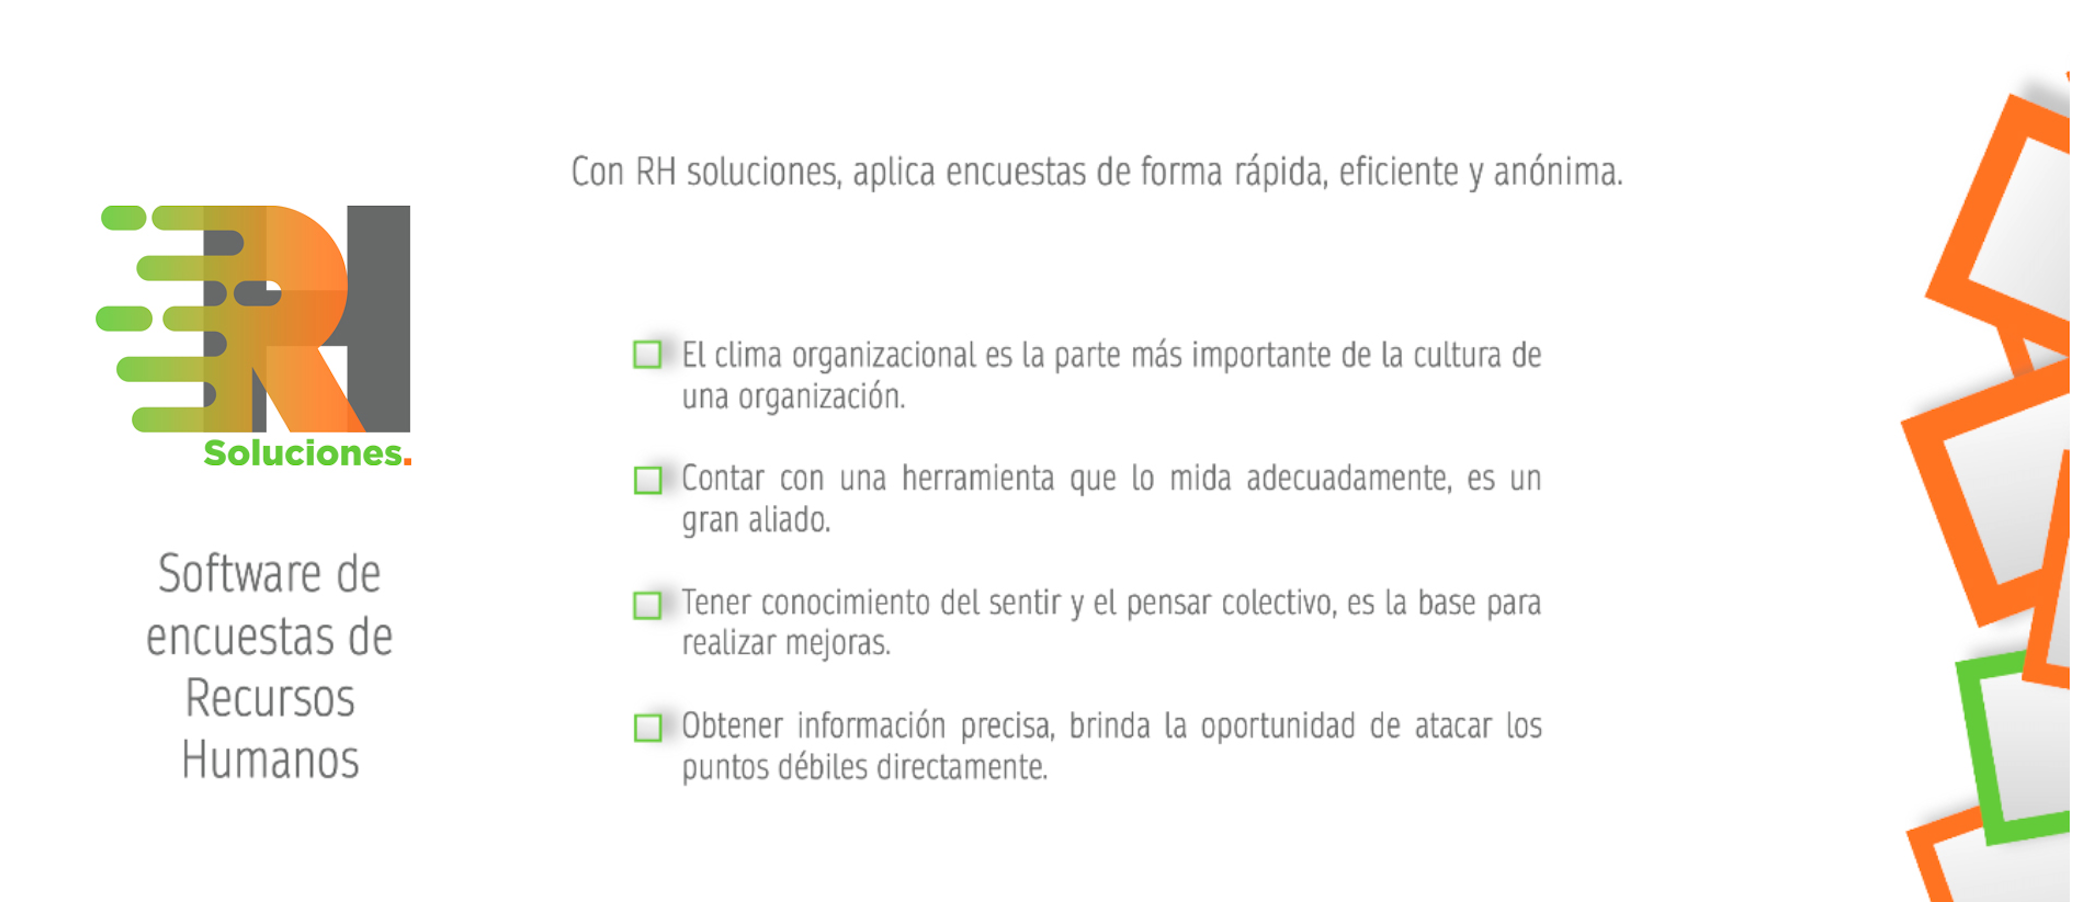 RH
Soluciones.
Software de
encuestas de
Recursos
Humanos
Con RH soluciones, aplica encuestas de forma rápida, eficiente y anónima.
El clima organizacional es la parte más importante de la cultura de
una organización.
Contar con una herramienta que lo mida adecuadamente, es un
gran aliado.
Tener conocimiento del sentir y el pensar colectivo, es la base para
realizar mejoras.
Obtener información precisa, brinda la oportunidad de atacar los
puntos débiles directamente.